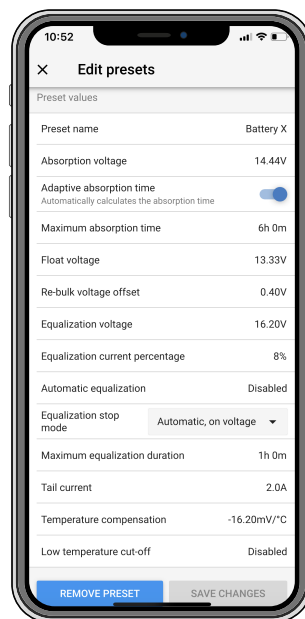 10:52
Edit presets
Preset values
Preset name Battery X
Absorption voltage 14.44V
Adaptive absorption time
Automatically calculates the absorption time
Maximum absorption time 6h 0m
Float voltage 13.33V
Re-bulk voltage offset 0.40V
Equalization voltage 16.20V
Equalization current percentage 8%
Automatic equalization Disabled
Equalization stop mode Automatic, on voltage
Maximum equalization duration 1h 0m
Tail current 2.0A
Temperature compensation -16.20mV/°C
Low temperature cut-off Disabled
REMOVE PRESET SAVE CHANGES